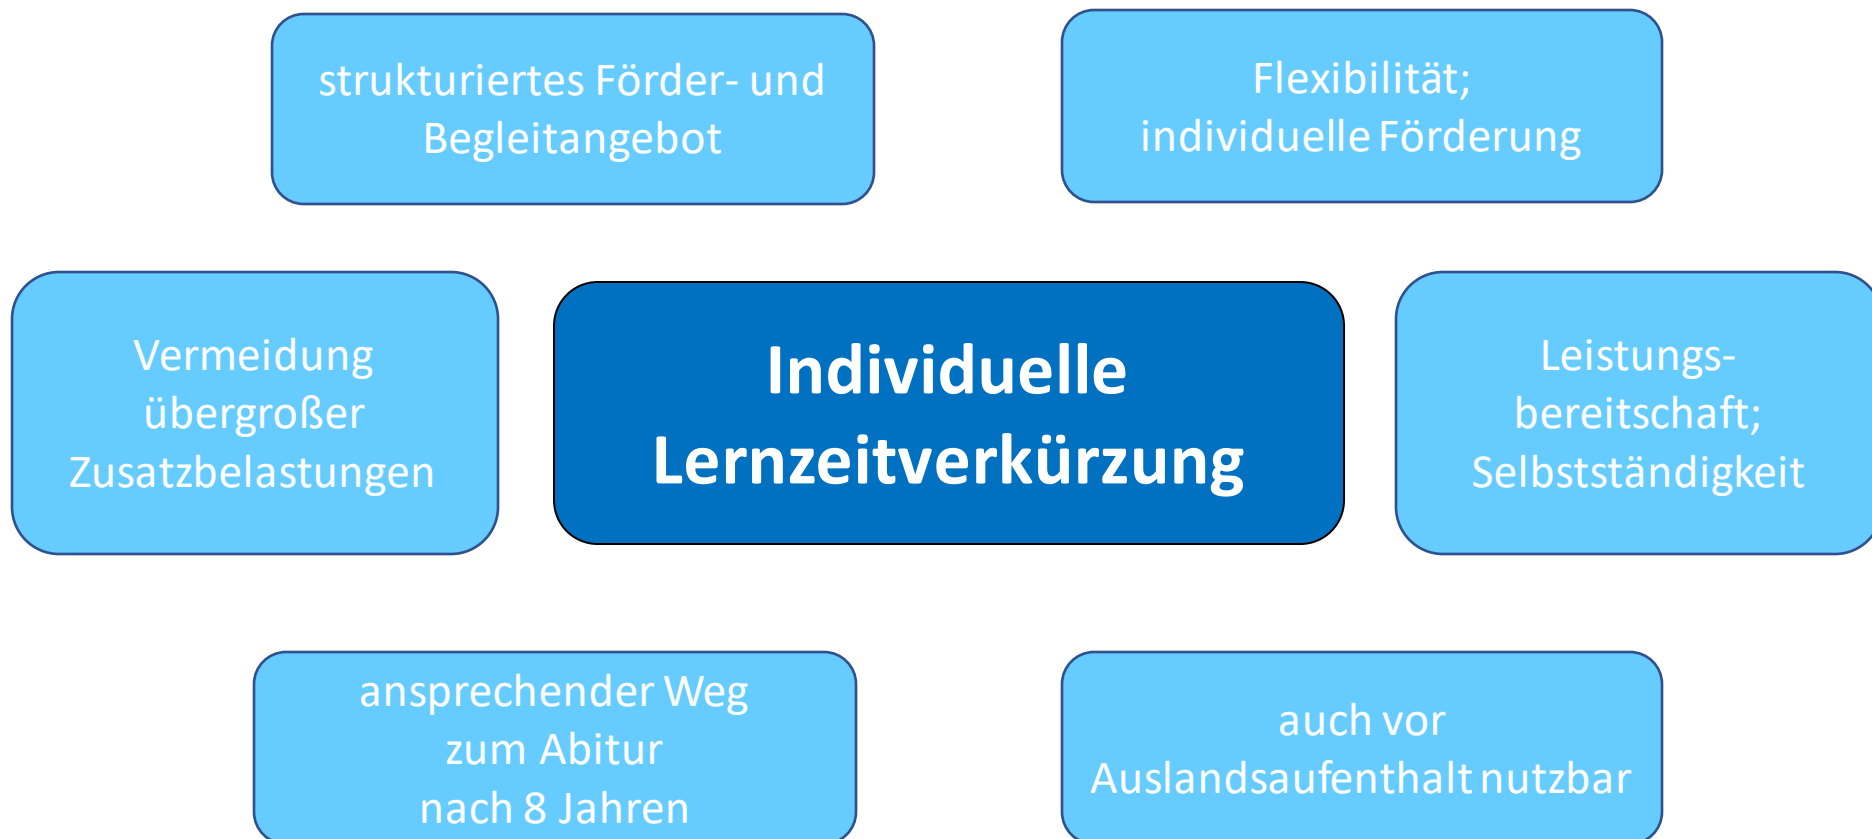 strukturiertes Förder- und
Begleitangebot
Flexibilität;
individuelle Förderung
Vermeidung
übergroßer
Zusatzbelastungen
Individuelle
Lernzeitverkürzung
Leistungs-
bereitschaft;
Selbstständigkeit
ansprechender Weg
zum Abitur
nach 8 Jahren
auch vor
Auslandsaufenthalt nutzbar